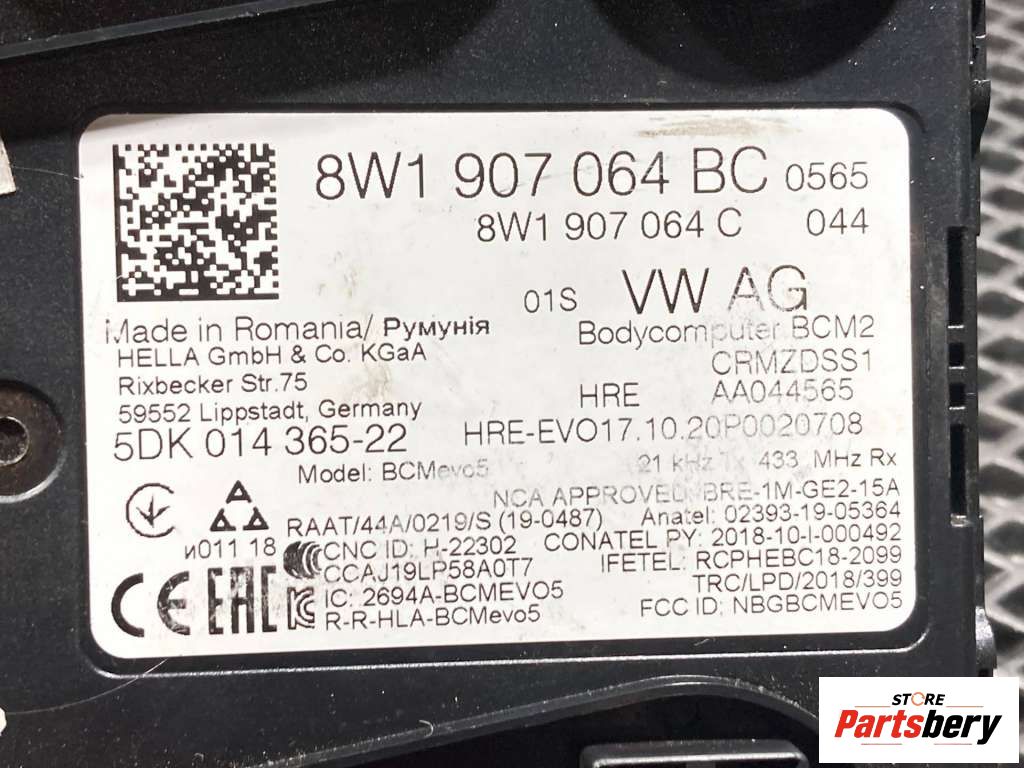 8W1 907 064 BC 0565
8W1 907 064 C 044
01S VW AG
Made in Romania/ Румунія
Bodycomputer BCM2
HELLA GmbH & Co. KGaA
CRMZDSS1
Rixbecker Str.75
HRE AA044565
59552 Lippstadt, Germany
5DK 014 365-22
HRE-EVO17.10.20P0020708
Model: BCMevo5
21 kHz Tx 433 MHz Rx
NCA APPROVED: BRE-1M-GE2-15A
RAAT/44A/0219/S (19-0487) Anatel: 02393-19-05364
и011 18
CNC ID: H-22302 CONATEL PY: 2018-10-I-000492
CCAJ19LP58A0T7 IFETEL: RCPHEBC18-2099
IC: 2694A-BCMEVO5 TRC/LPD/2018/399
R-R-HLA-BCMevo5 FCC ID: NBGBCMEVO5
CE EAC
STORE
Partsbery